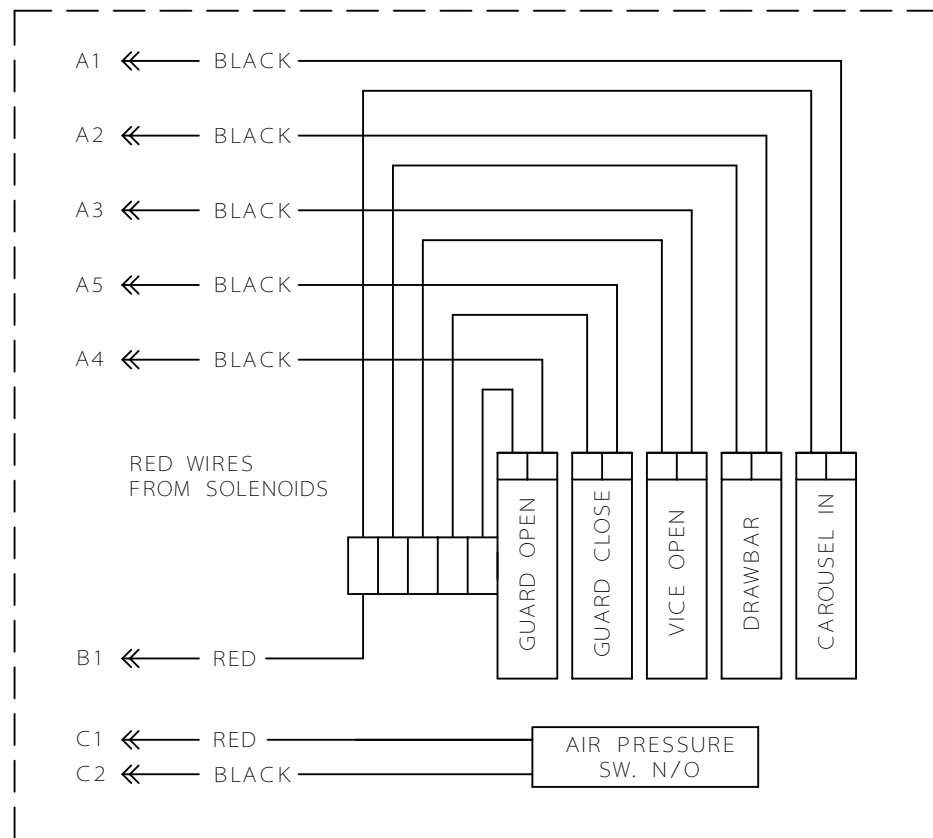 A1 BLACK
A2 BLACK
A3 BLACK
A5 BLACK
A4 BLACK
RED WIRES
FROM SOLENOIDS
GUARD OPEN
GUARD CLOSE
VICE OPEN
DRAWBAR
CAROUSEL IN
B1 RED
C1 RED
C2 BLACK
AIR PRESSURE
SW. N/O